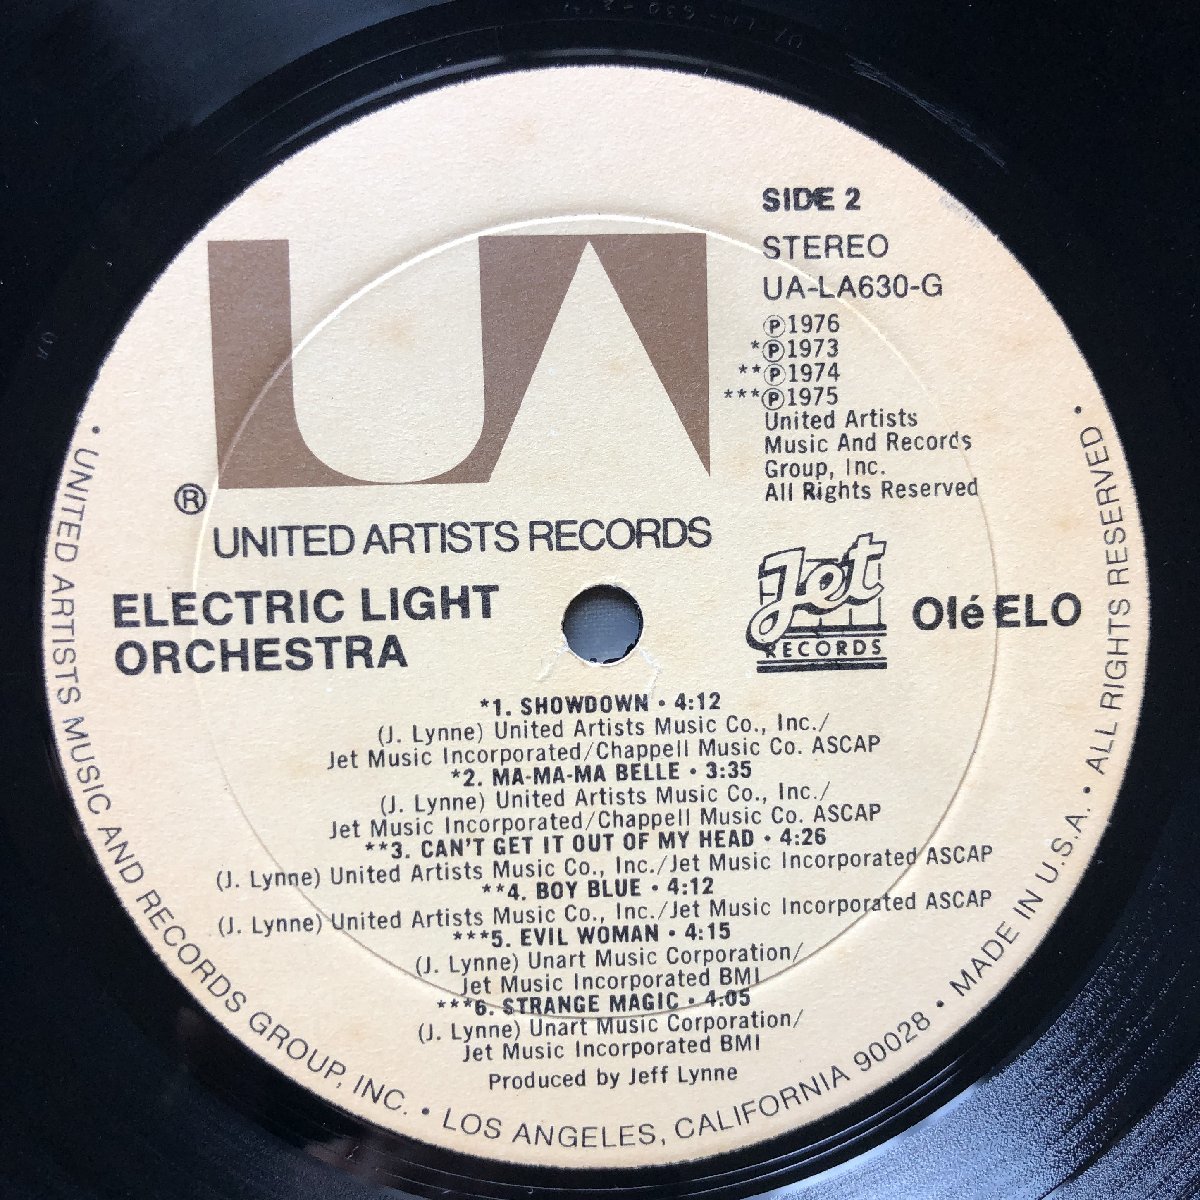 SIDE 2
STEREO
UA-LA630-G
℗1976
*℗1973
**℗1974
***℗1975
United Artists
Music And Records
Group, Inc.
All Rights Reserved
UA
®
UNITED ARTISTS RECORDS
ELECTRIC LIGHT
ORCHESTRA
Jet
RECORDS
Olé ELO
*1. SHOWDOWN • 4:12
(J. Lynne) United Artists Music Co., Inc./
Jet Music Incorporated/Chappell Music Co. ASCAP
*2. MA-MA-MA BELLE • 3:35
(J. Lynne) United Artists Music Co., Inc./
Jet Music Incorporated/Chappell Music Co. ASCAP
**3. CAN'T GET IT OUT OF MY HEAD • 4:26
(J. Lynne) United Artists Music Co., Inc./Jet Music Incorporated ASCAP
**4. BOY BLUE • 4:12
(J. Lynne) United Artists Music Co., Inc./Jet Music Incorporated ASCAP
***5. EVIL WOMAN • 4:15
(J. Lynne) Unart Music Corporation/
Jet Music Incorporated BMI
***6. STRANGE MAGIC • 4:05
(J. Lynne) Unart Music Corporation/
Jet Music Incorporated BMI
Produced by Jeff Lynne
• UNITED ARTISTS MUSIC AND RECORDS GROUP, INC. • LOS ANGELES, CALIFORNIA 90028 • MADE IN U.S.A. • ALL RIGHTS RESERVED •